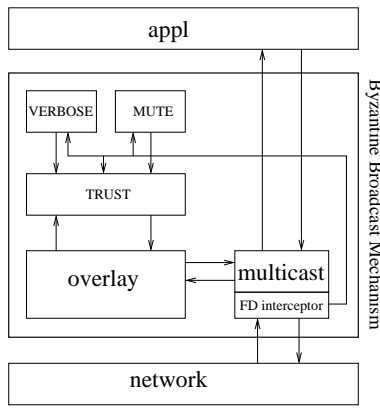 appl
VERBOSE
MUTE
TRUST
overlay
multicast
FD interceptor
network
Byzantine Broadcast Mechanism